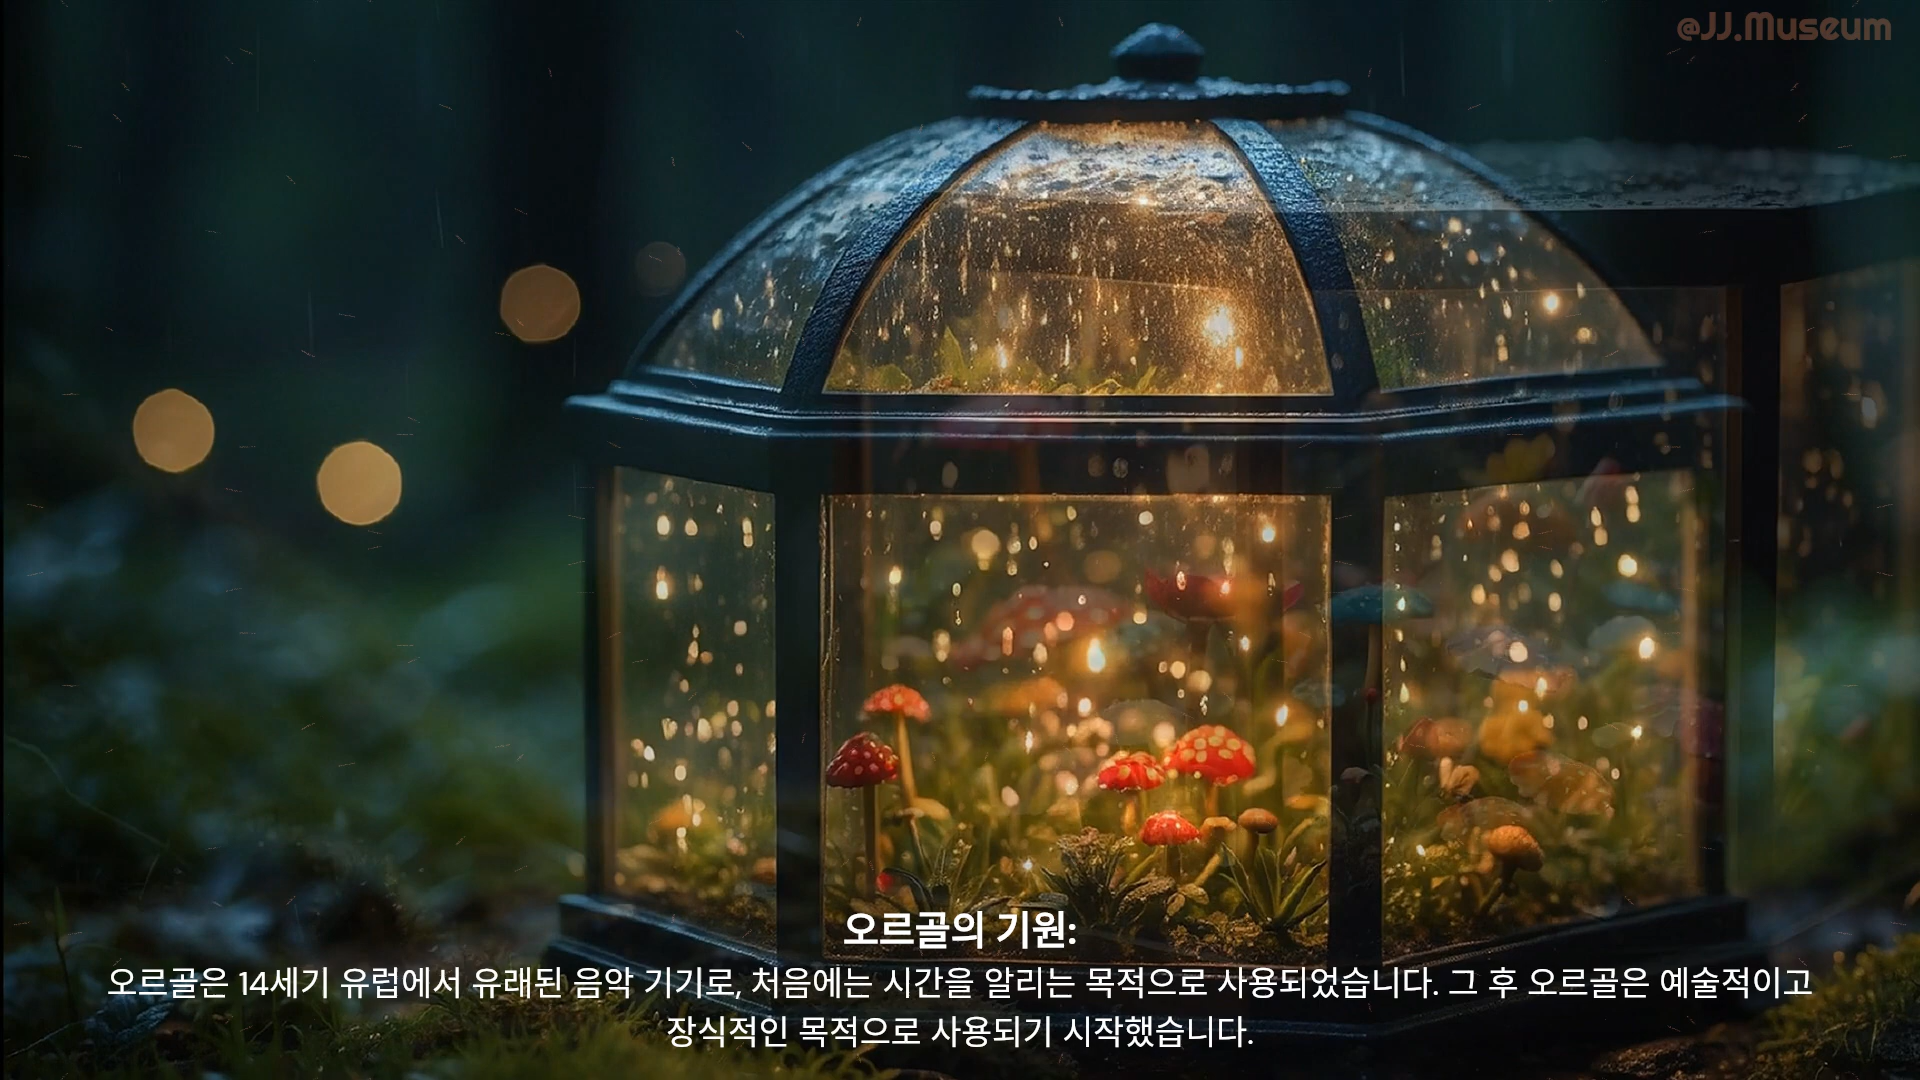 @JJ.Museum
오르골의 기원:
오르골은 14세기 유럽에서 유래된 음악 기기로, 처음에는 시간을 알리는 목적으로 사용되었습니다. 그 후 오르골은 예술적이고
장식적인 목적으로 사용되기 시작했습니다.